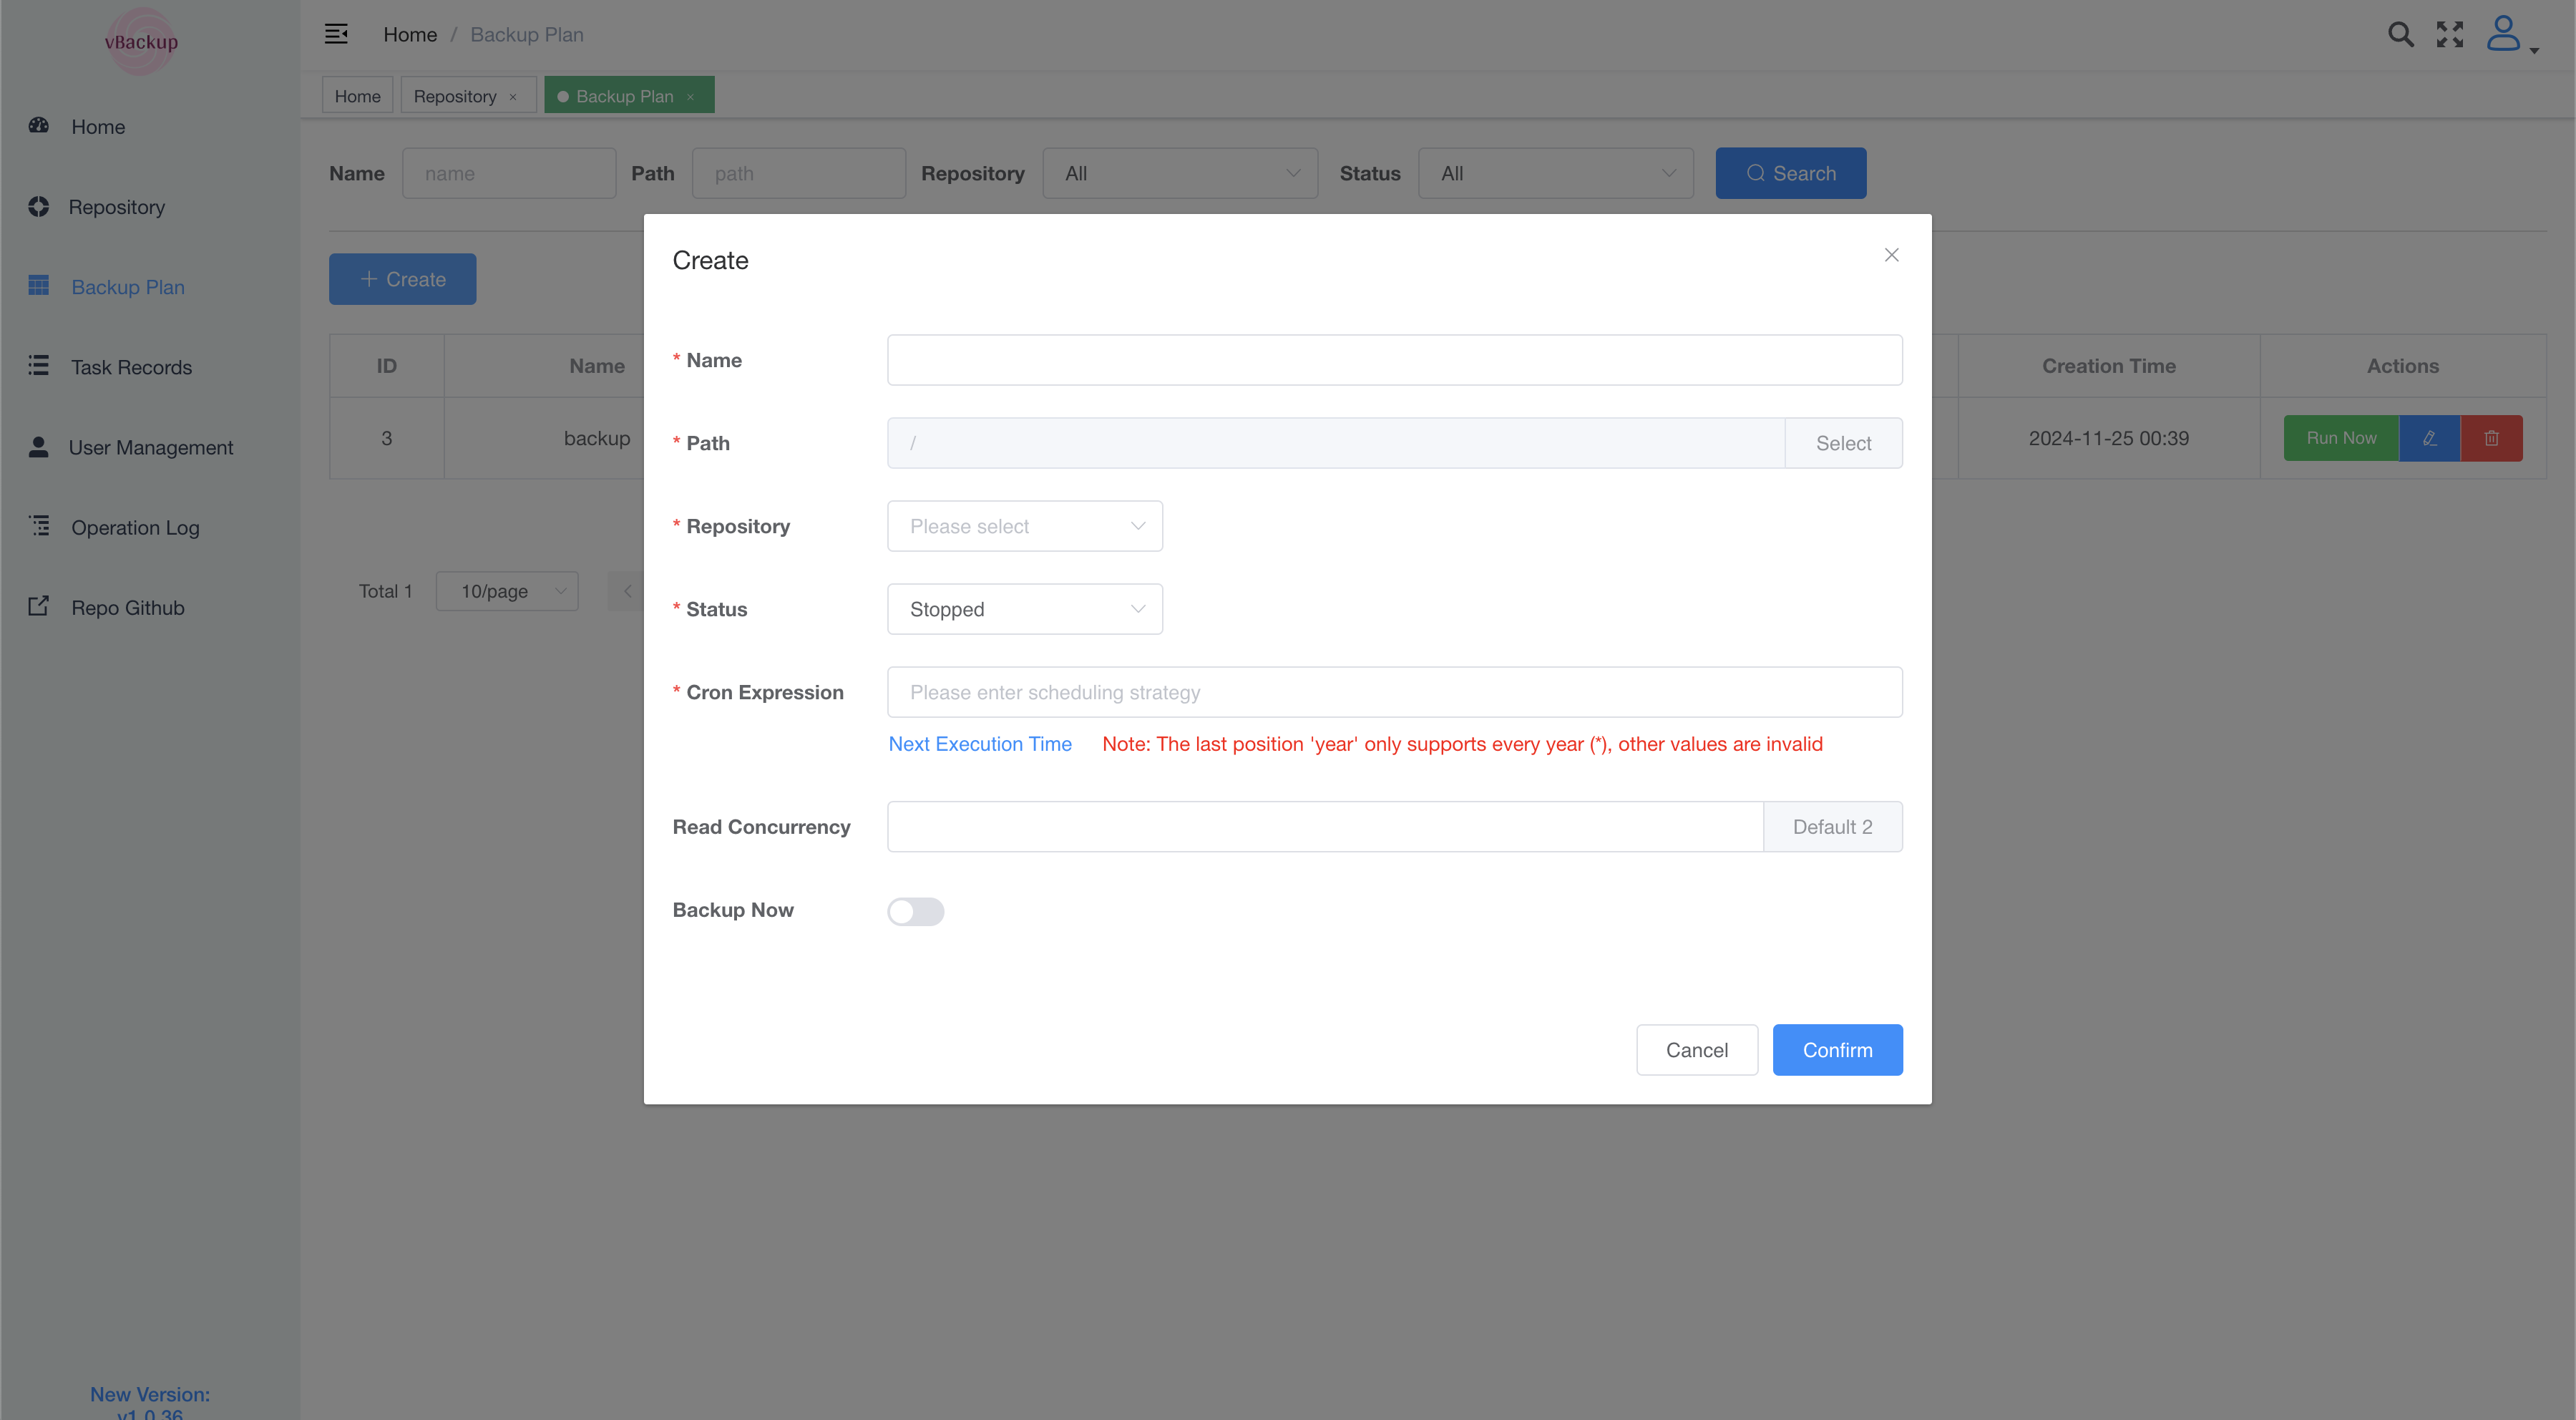 vBackup
Home / Backup Plan
Home
Repository ×
Backup Plan ×
Home
Repository
Backup Plan
Task Records
User Management
Operation Log
Repo Github
New Version:
v1.0.36
Name name Path path Repository All Status All Search
Create
ID Name Creation Time Actions
3 backup 2024-11-25 00:39 Run Now
Total 1 10/page
Create
* Name
* Path / Select
* Repository Please select
* Status Stopped
* Cron Expression Please enter scheduling strategy
Next Execution Time Note: The last position 'year' only supports every year (*), other values are invalid
Read Concurrency Default 2
Backup Now
Cancel Confirm